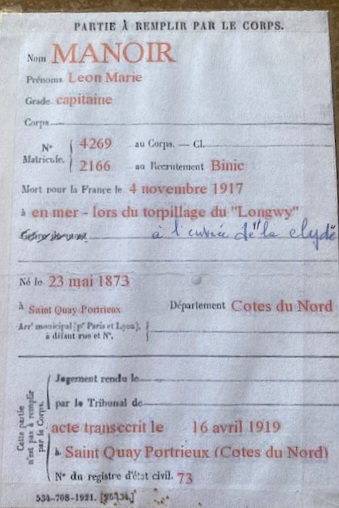 PARTIE À REMPLIR PAR LE CORPS.
Nom MANOIR
Prénoms Leon Marie
Grade capitaine
Corps
N° Matricule. 4269 au Corps. — Cl.
2166 au Recrutement Binic
Mort pour la France le 4 novembre 1917
à en mer - lors du torpillage du "Longwy"
à l'entrée de la clyde
Né le 23 mai 1873
à Saint Quay Portrieux Département Cotes du Nord
Arrt municipal (pr Paris et Lyon),
à défaut rue et N°.
Cette partie n'est pas à remplir par le Corps.
Jugement rendu le
par le Tribunal de
acte transccrit le 16 avril 1919
à Saint Quay Portrieux (Cotes du Nord)
N° du registre d'état civil. 73
534-708-1921. [26434.]